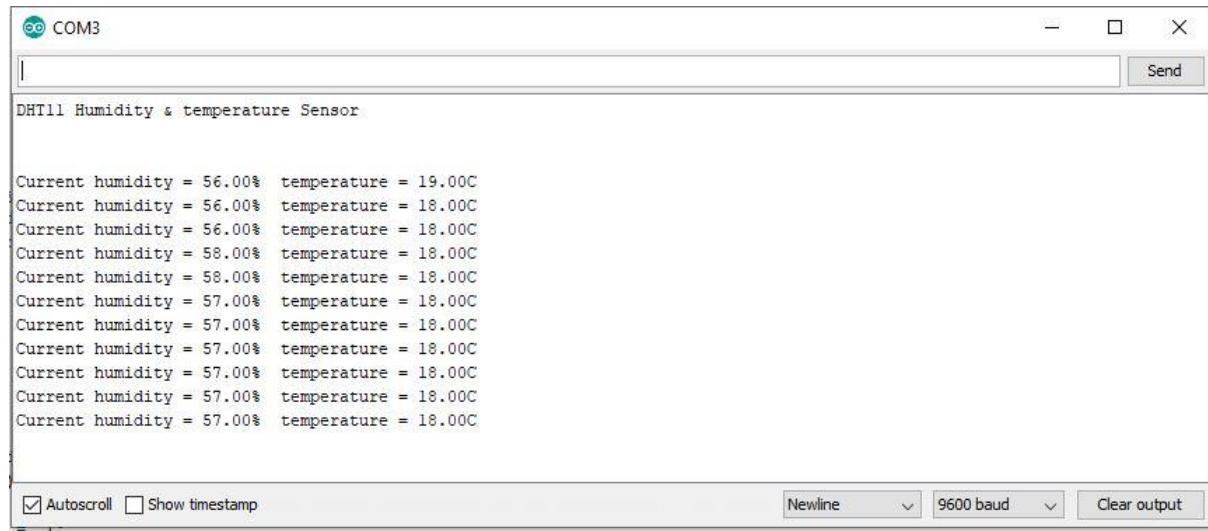 COM3
Send
DHT11 Humidity & temperature Sensor
Current humidity = 56.00%  temperature = 19.00C
Current humidity = 56.00%  temperature = 18.00C
Current humidity = 56.00%  temperature = 18.00C
Current humidity = 58.00%  temperature = 18.00C
Current humidity = 58.00%  temperature = 18.00C
Current humidity = 57.00%  temperature = 18.00C
Current humidity = 57.00%  temperature = 18.00C
Current humidity = 57.00%  temperature = 18.00C
Current humidity = 57.00%  temperature = 18.00C
Current humidity = 57.00%  temperature = 18.00C
Current humidity = 57.00%  temperature = 18.00C
Autoscroll Show timestamp Newline 9600 baud Clear output